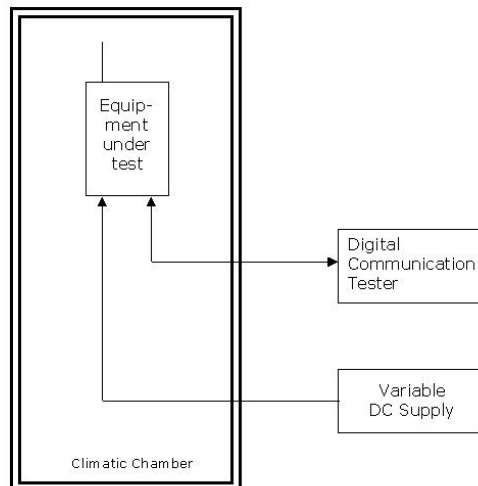 Equip-
ment
under
test
Digital
Communication
Tester
Variable
DC Supply
Climatic Chamber